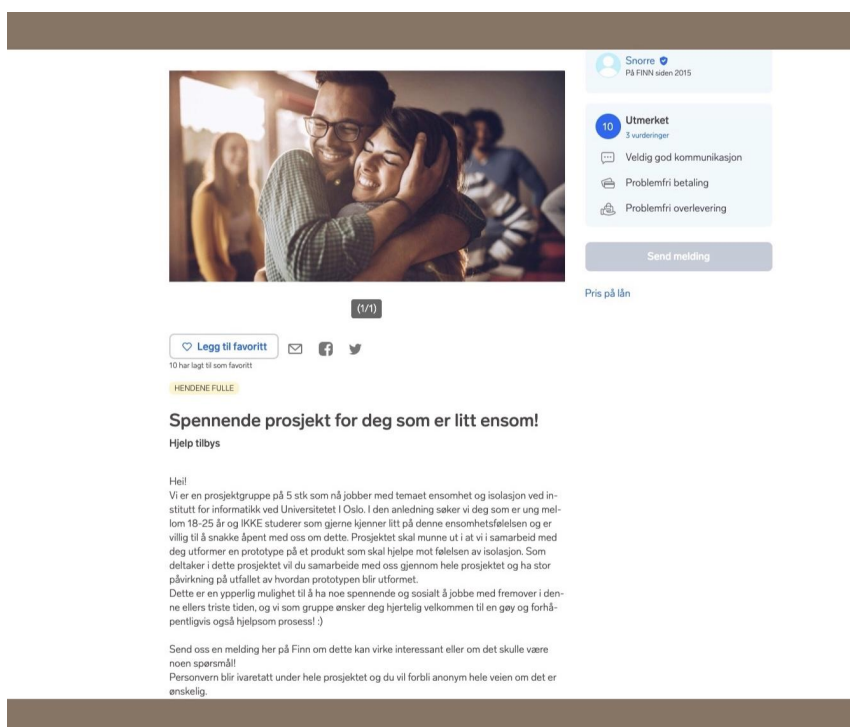 Snorre
På FINN siden 2015
10
Utmerket
3 vurderinger
Veldig god kommunikasjon
Problemfri betaling
Problemfri overlevering
Send melding
Pris på lån
(1/1)
Legg til favoritt
10 har lagt til som favoritt
HENDENE FULLE
Spennende prosjekt for deg som er litt ensom!
Hjelp tilbys
Hei!
Vi er en prosjektgruppe på 5 stk som nå jobber med temaet ensomhet og isolasjon ved in-
stitutt for informatikk ved Universitetet I Oslo. I den anledning søker vi deg som er ung mel-
lom 18-25 år og IKKE studerer som gjerne kjenner litt på denne ensomhetsfølelsen og er
villig til å snakke åpent med oss om dette. Prosjektet skal munne ut i at vi i samarbeid med
deg utformer en prototype på et produkt som skal hjelpe mot følelsen av isolasjon. Som
deltaker i dette prosjektet vil du samarbeide med oss gjennom hele prosjektet og ha stor
påvirkning på utfallet av hvordan prototypen blir utformet.
Dette er en ypperlig mulighet til å ha noe spennende og sosialt å jobbe med fremover i den-
ne ellers triste tiden, og vi som gruppe ønsker deg hjertelig velkommen til en gøy og forhå-
pentligvis også hjelpsom prosess! :)
Send oss en melding her på Finn om dette kan virke interessant eller om det skulle være
noen spørsmål!
Personvern blir ivaretatt under hele prosjektet og du vil forbli anonym hele veien om det er
ønskelig.